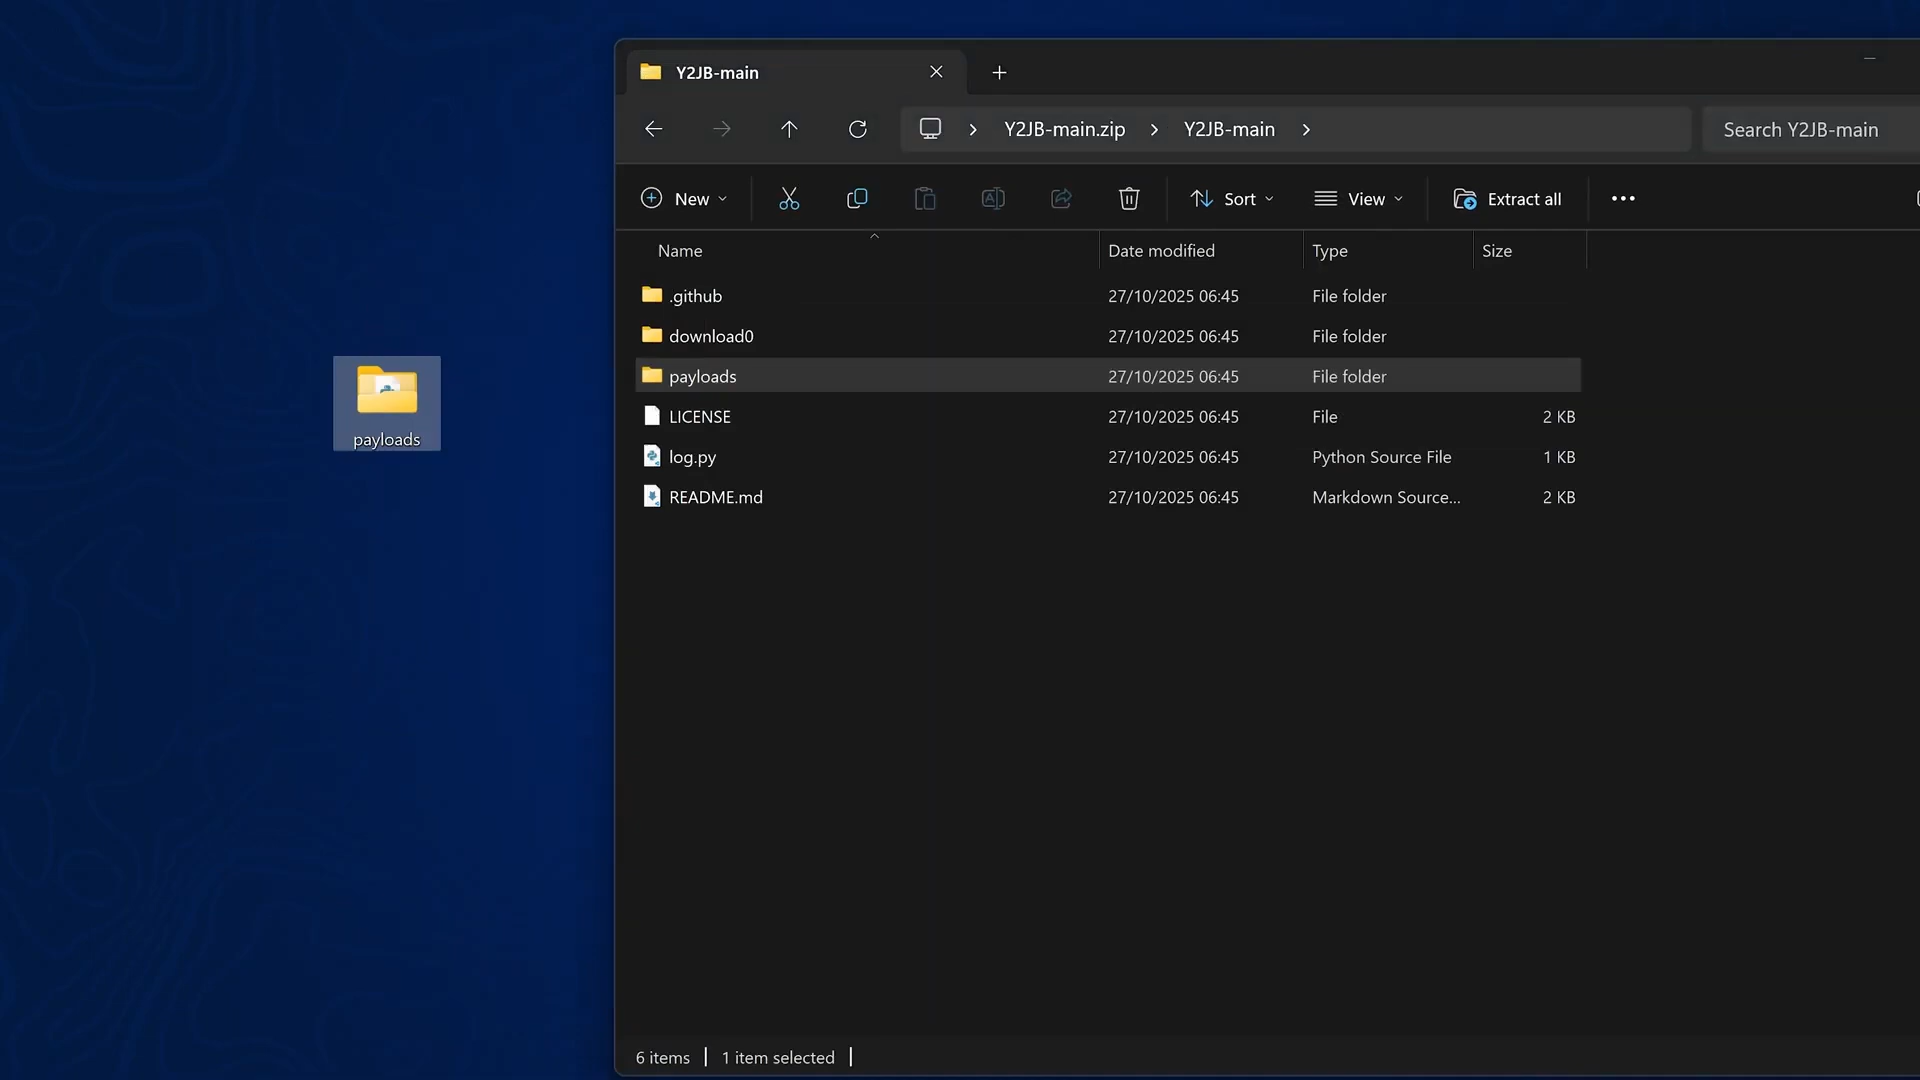 Y2JB-main
Y2JB-main.zip Y2JB-main Search Y2JB-main
New Sort View Extract all
Name Date modified Type Size
.github 27/10/2025 06:45 File folder
download0 27/10/2025 06:45 File folder
payloads 27/10/2025 06:45 File folder
LICENSE 27/10/2025 06:45 File 2 KB
log.py 27/10/2025 06:45 Python Source File 1 KB
README.md 27/10/2025 06:45 Markdown Source... 2 KB
payloads
6 items 1 item selected